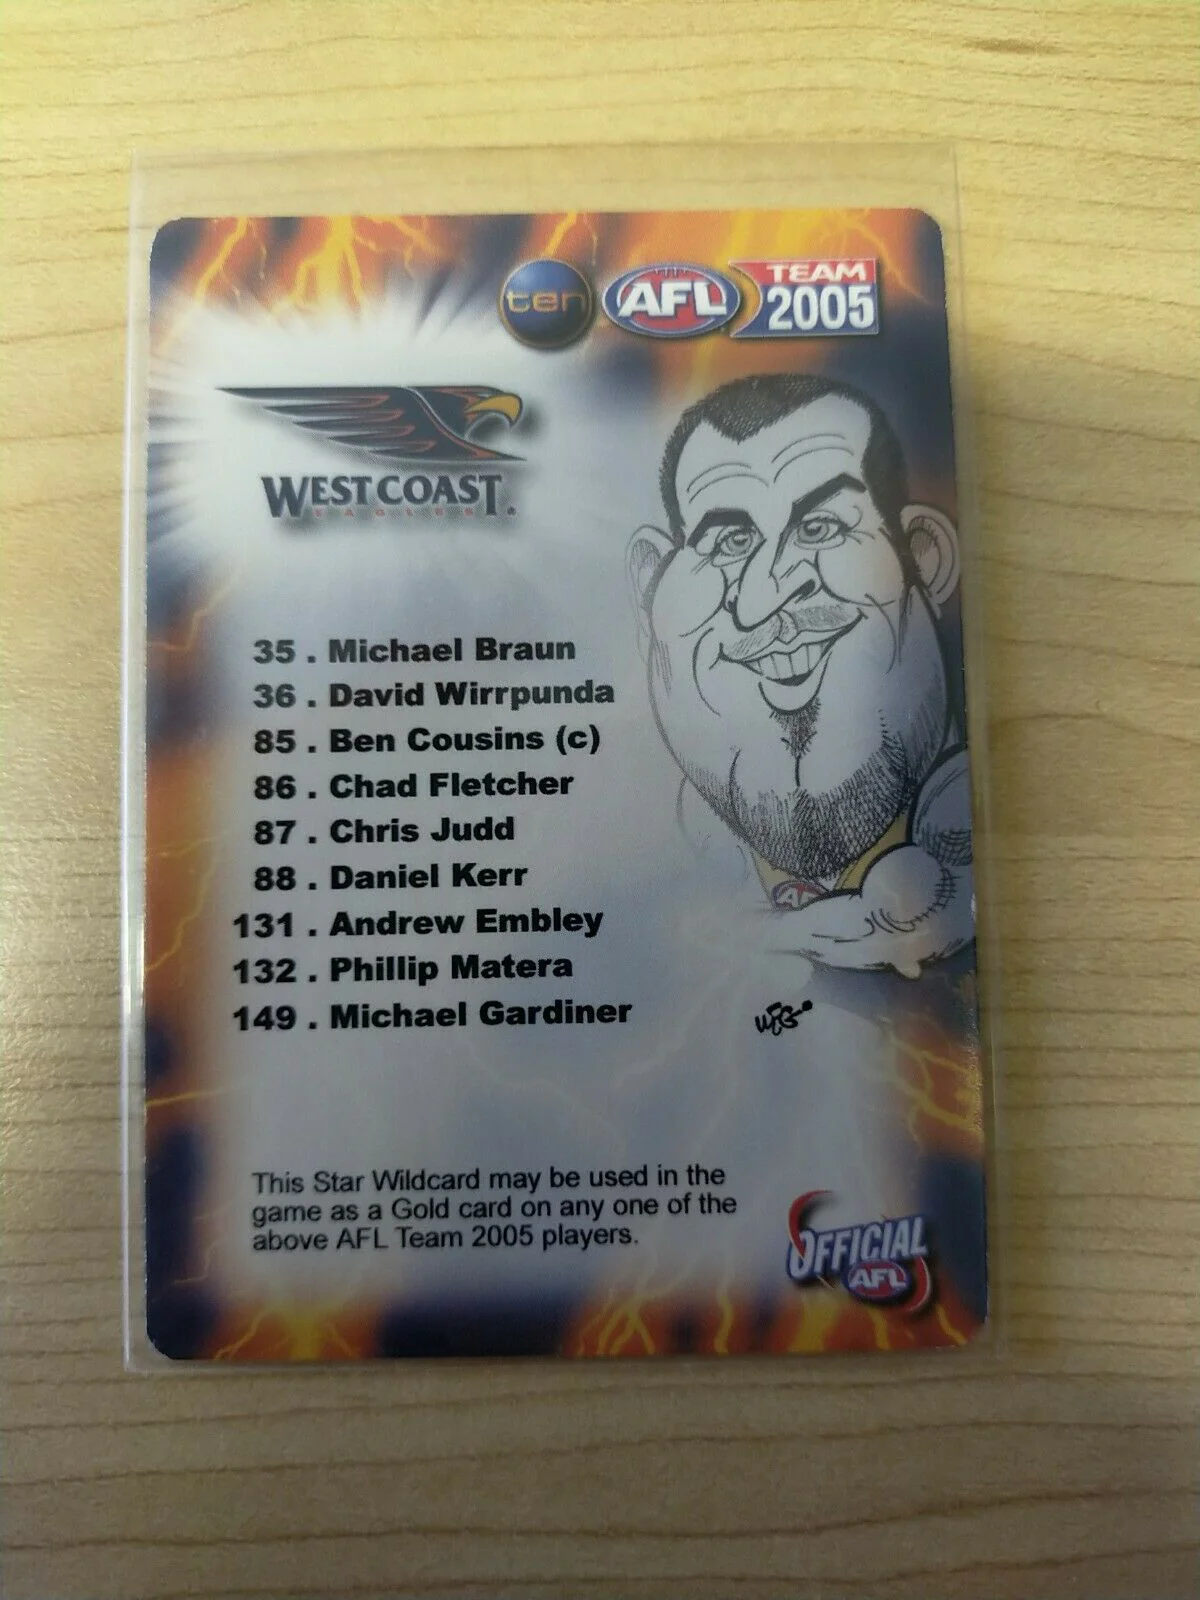 ten AFL TEAM 2005
WEST COAST
EAGLES
35 . Michael Braun
36 . David Wirrpunda
85 . Ben Cousins (c)
86 . Chad Fletcher
87 . Chris Judd
88 . Daniel Kerr
131 . Andrew Embley
132 . Phillip Matera
149 . Michael Gardiner
AFL
WEG
This Star Wildcard may be used in the
game as a Gold card on any one of the
above AFL Team 2005 players.
OFFICIAL
AFL